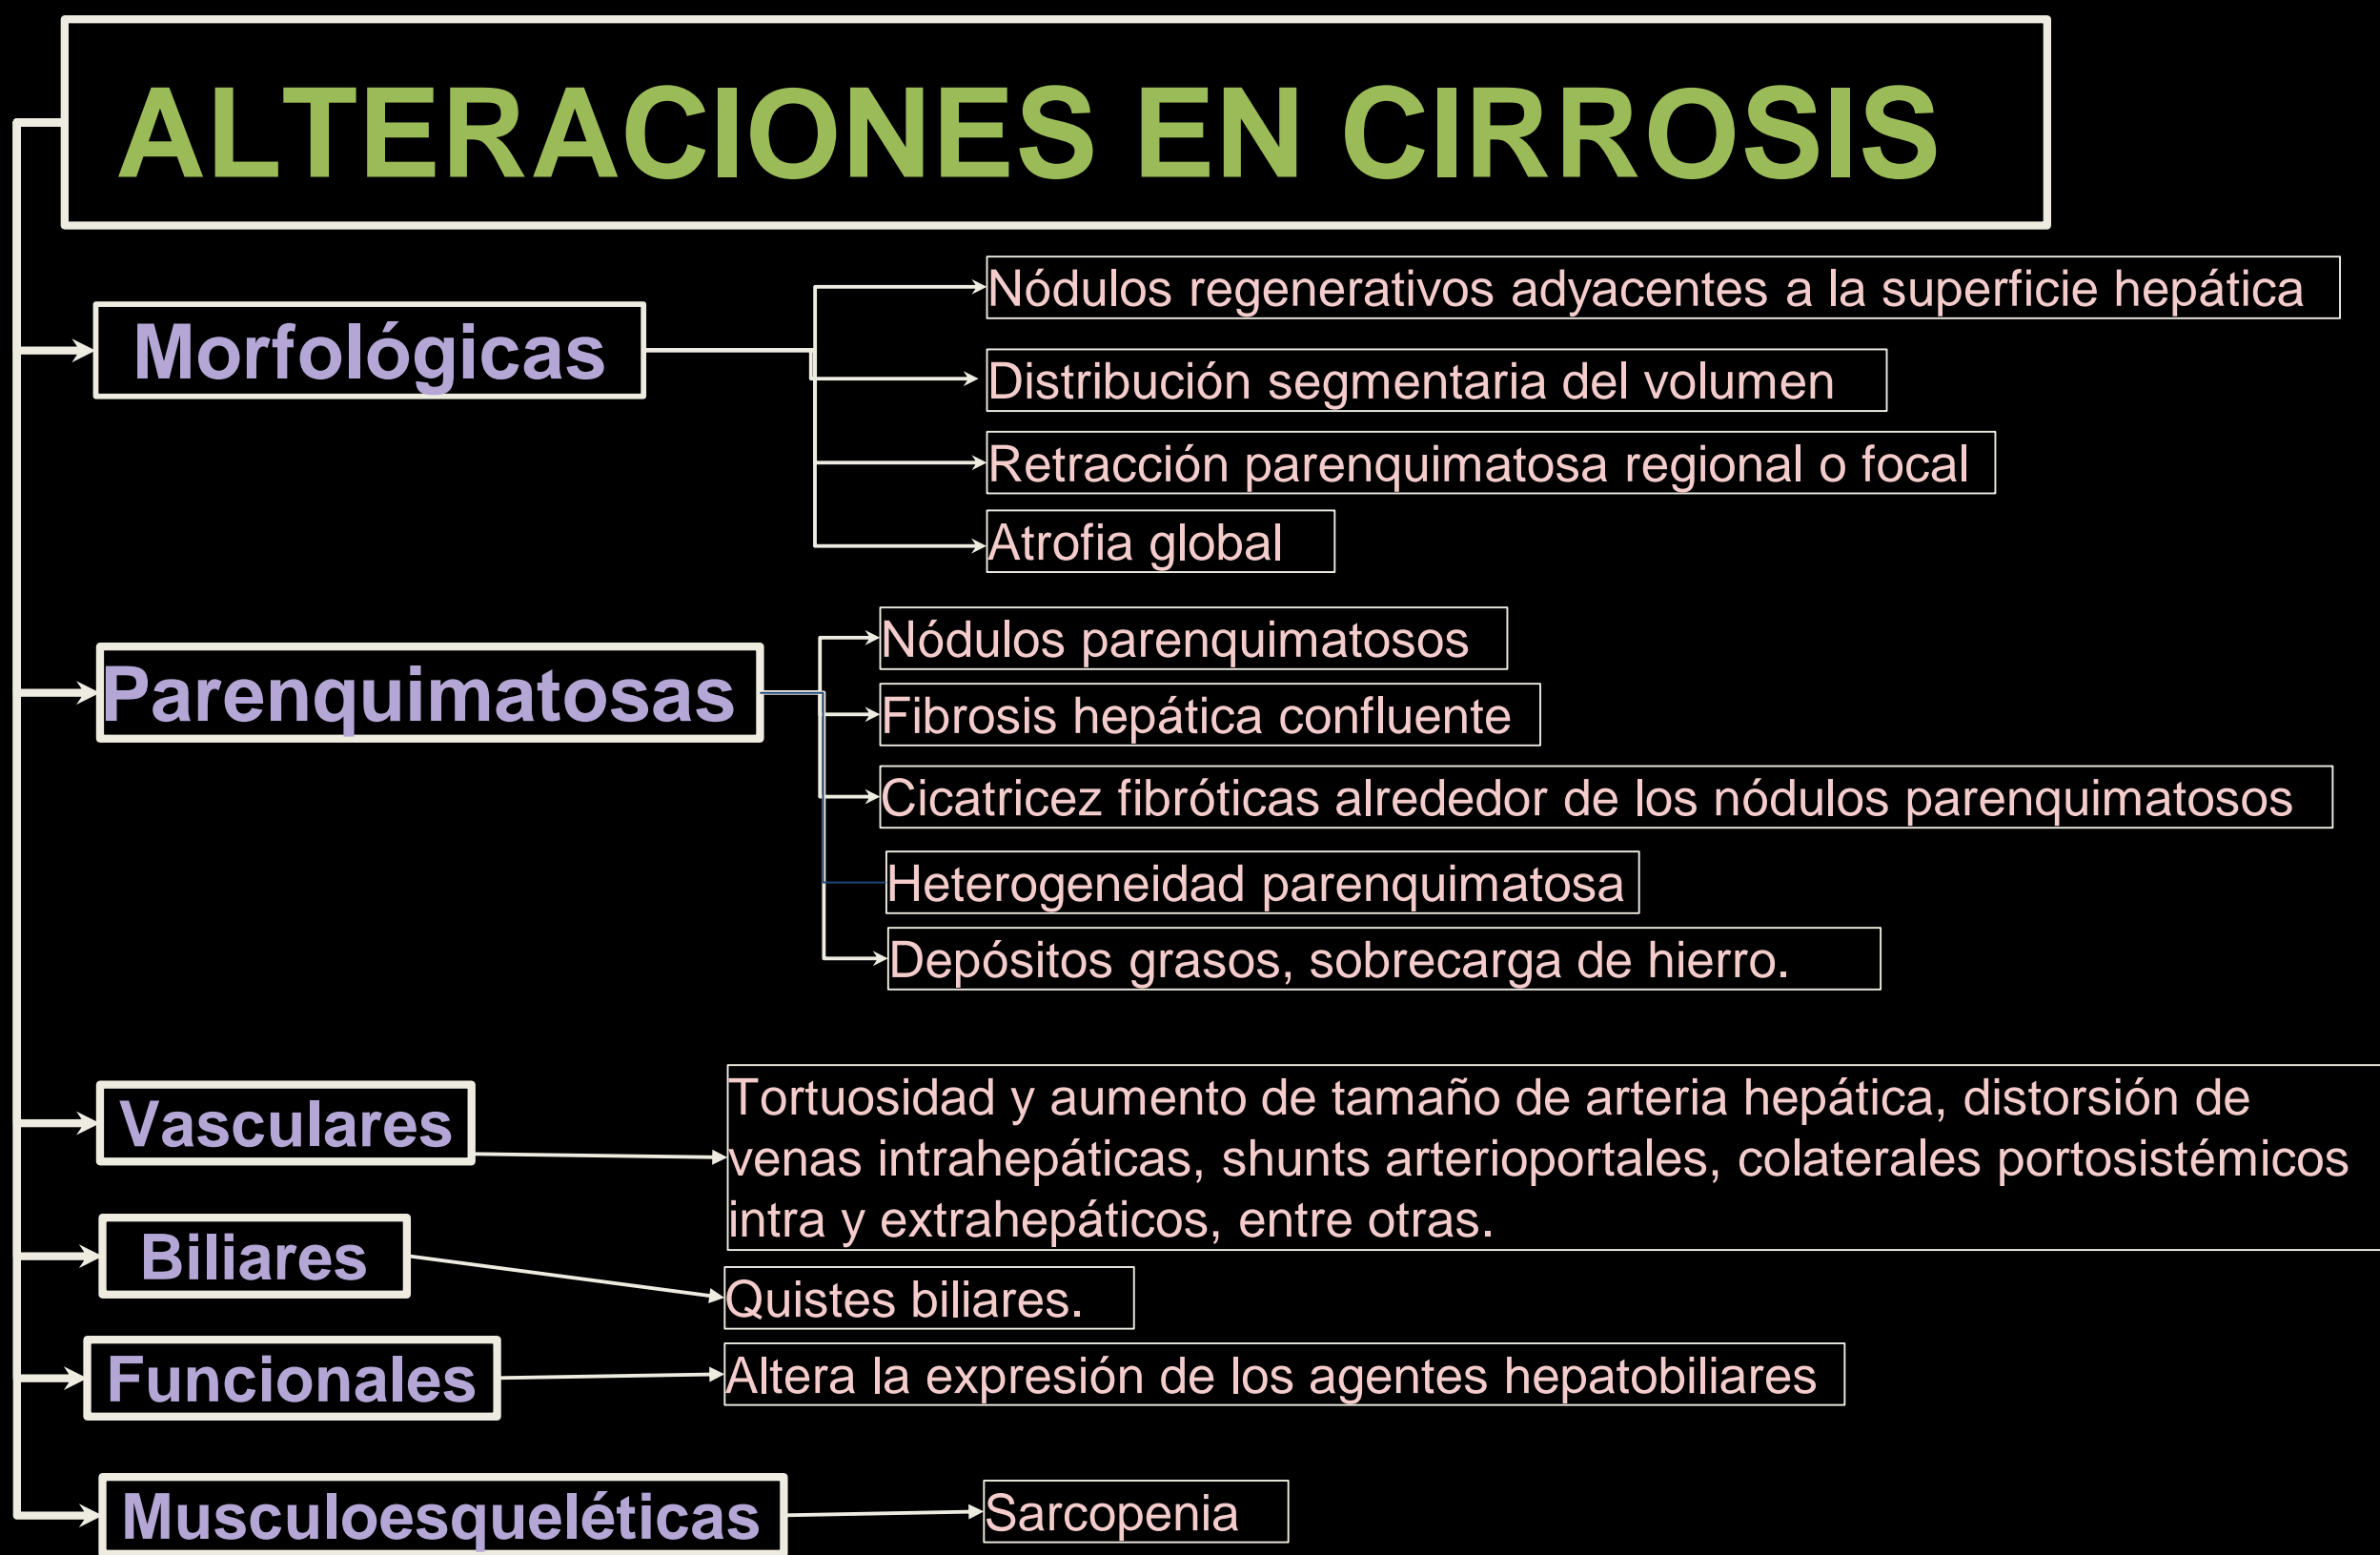 ALTERACIONES EN CIRROSIS
Morfológicas
Nódulos regenerativos adyacentes a la superficie hepática
Distribución segmentaria del volumen
Retracción parenquimatosa regional o focal
Atrofia global
Parenquimatosas
Nódulos parenquimatosos
Fibrosis hepática confluente
Cicatricez fibróticas alrededor de los nódulos parenquimatosos
Heterogeneidad parenquimatosa
Depósitos grasos, sobrecarga de hierro.
Vasculares
Tortuosidad y aumento de tamaño de arteria hepática, distorsión de
venas intrahepáticas, shunts arterioportales, colaterales portosistémicos
intra y extrahepáticos, entre otras.
Biliares
Quistes biliares.
Funcionales
Altera la expresión de los agentes hepatobiliares
Musculoesqueléticas
Sarcopenia